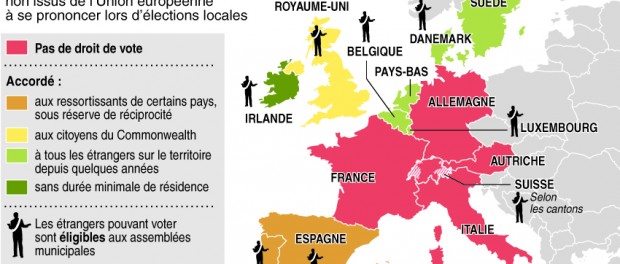 non issus de l'Union européenne
à se prononcer lors d'élections locales
Pas de droit de vote
Accordé :
aux ressortissants de certains pays,
sous réserve de réciprocité
aux citoyens du Commonwealth
à tous les étrangers sur le territoire
depuis quelques années
sans durée minimale de résidence
Les étrangers pouvant voter
sont éligibles aux assemblées
municipales
ROYAUME-UNI
SUÈDE
DANEMARK
BELGIQUE
PAYS-BAS
IRLANDE
ALLEMAGNE
LUXEMBOURG
AUTRICHE
FRANCE
SUISSE
Selon
les cantons
ITALIE
ESPAGNE